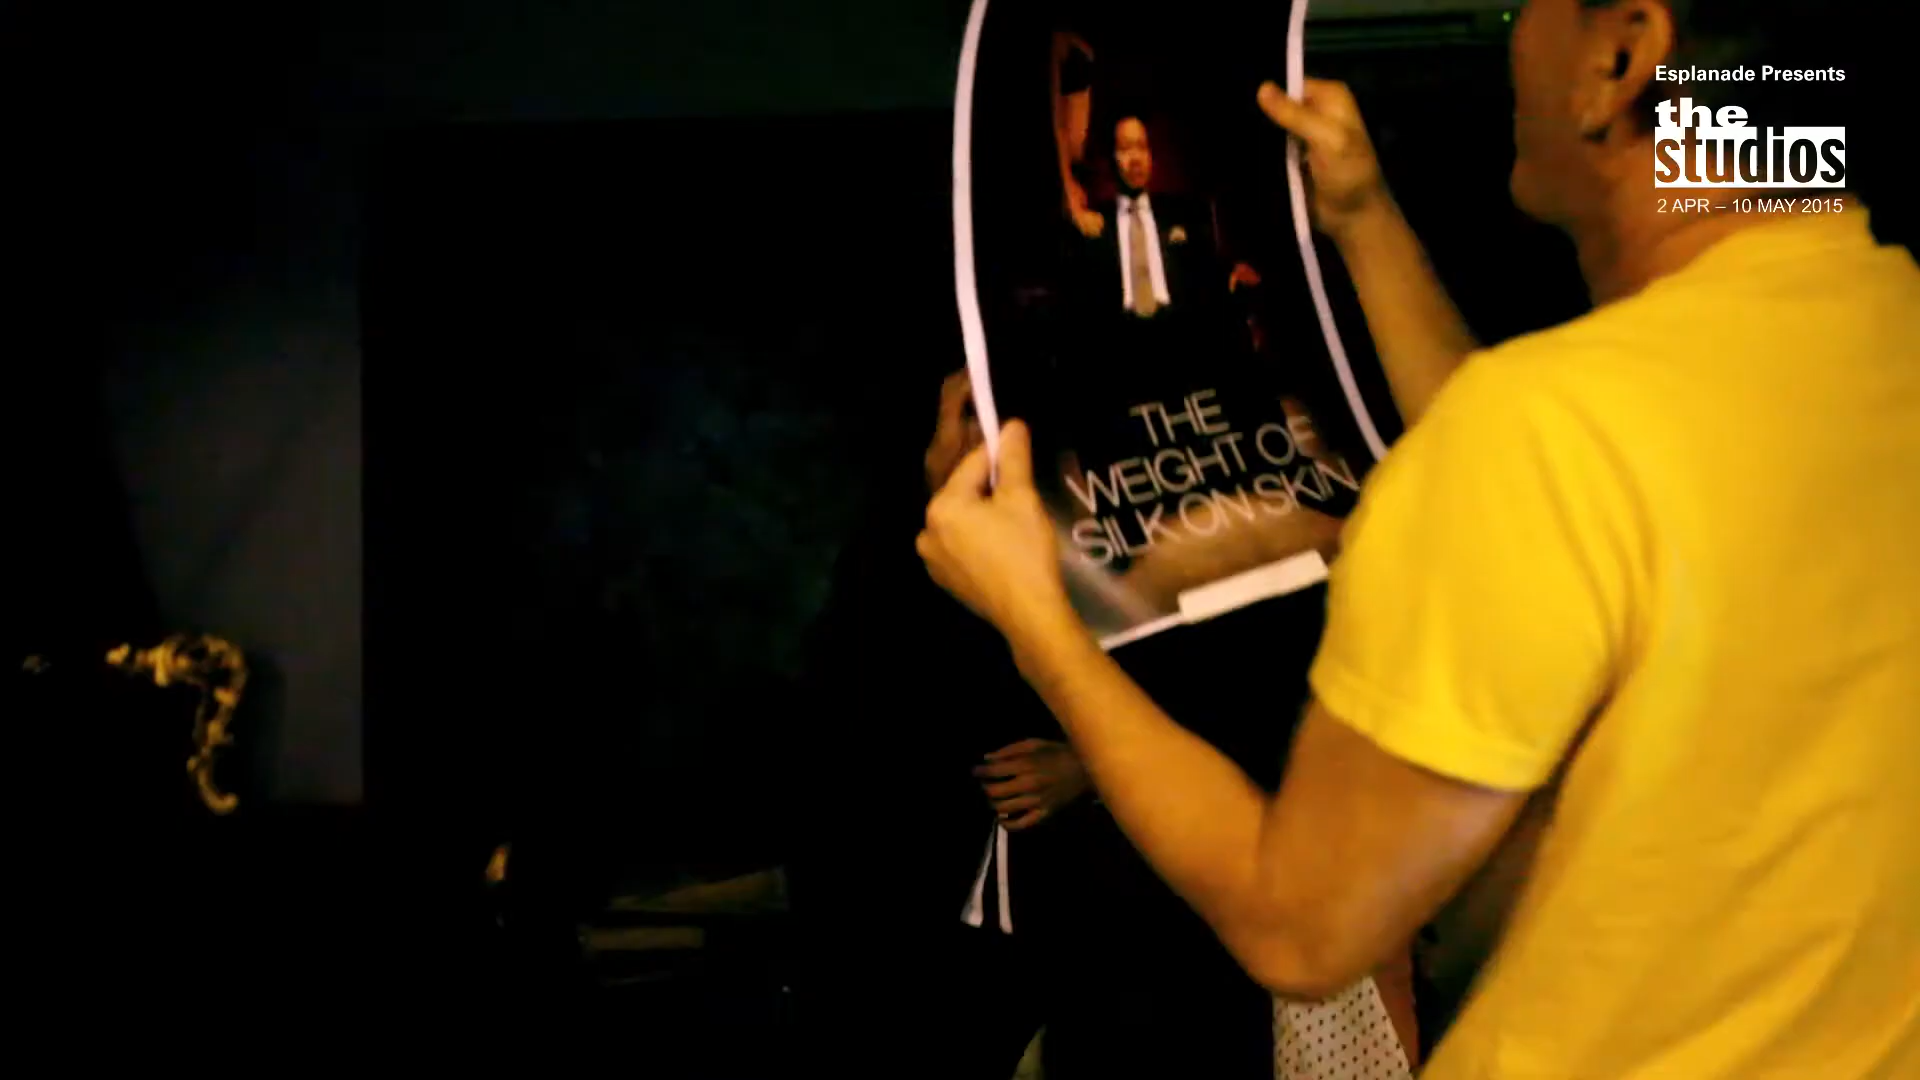 Esplanade Presents
the
studios
2 APR – 10 MAY 2015
THE
WEIGHT OF
SILK ON SKIN